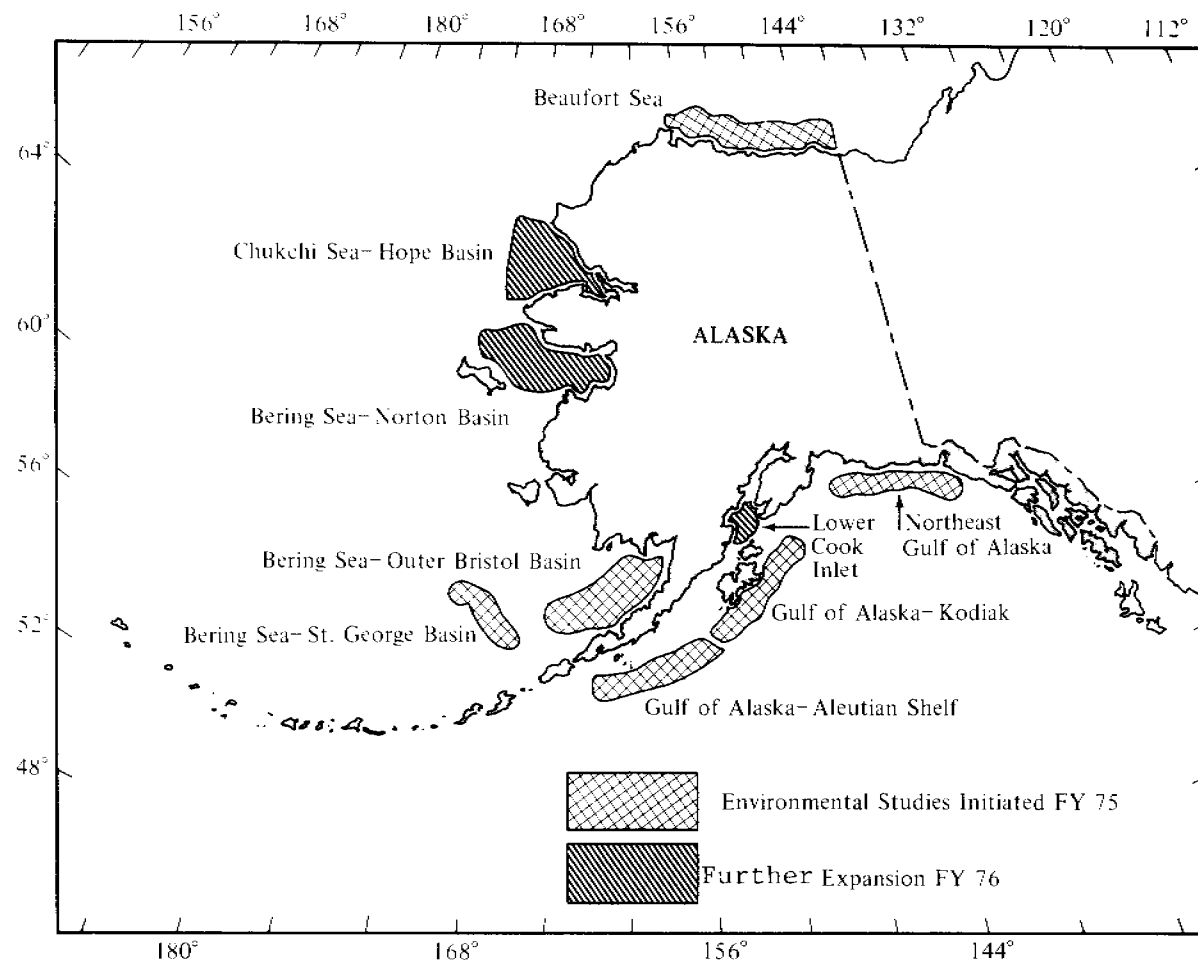 156° 168° 180° 168° 156° 144° 132° 120° 112°
Beaufort Sea
64°
Chukchi Sea-Hope Basin
60°
ALASKA
Bering Sea-Norton Basin
56°
Lower
Cook
Inlet
Northeast
Gulf of Alaska
Bering Sea-Outer Bristol Basin
Gulf of Alaska-Kodiak
52°
Bering Sea-St. George Basin
Gulf of Alaska-Aleutian Shelf
48°
Environmental Studies Initiated FY 75
Further Expansion FY 76
180° 168° 156° 144°